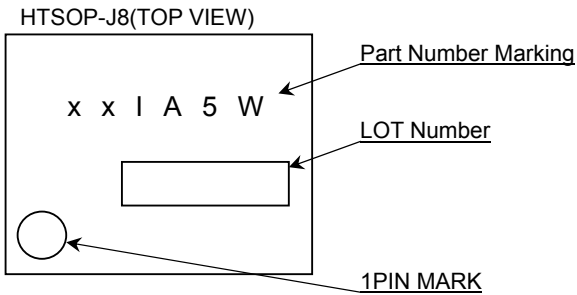 HTSOP-J8(TOP VIEW)
Part Number Marking
x x I A 5 W
LOT Number
1PIN MARK